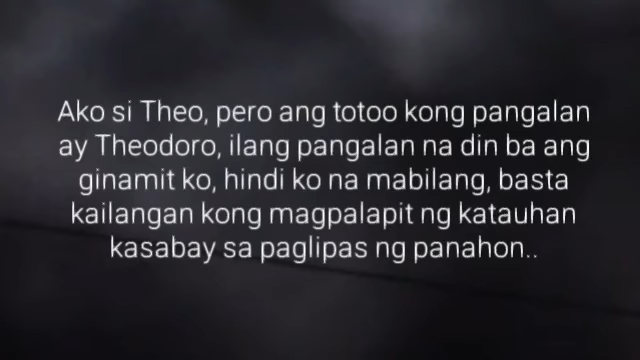 Ako si Theo, pero ang totoo kong pangalan
ay Theodoro, ilang pangalan na din ba ang
ginamit ko, hindi ko na mabilang, basta
kailangan kong magpalapit ng katauhan
kasabay sa paglipas ng panahon..